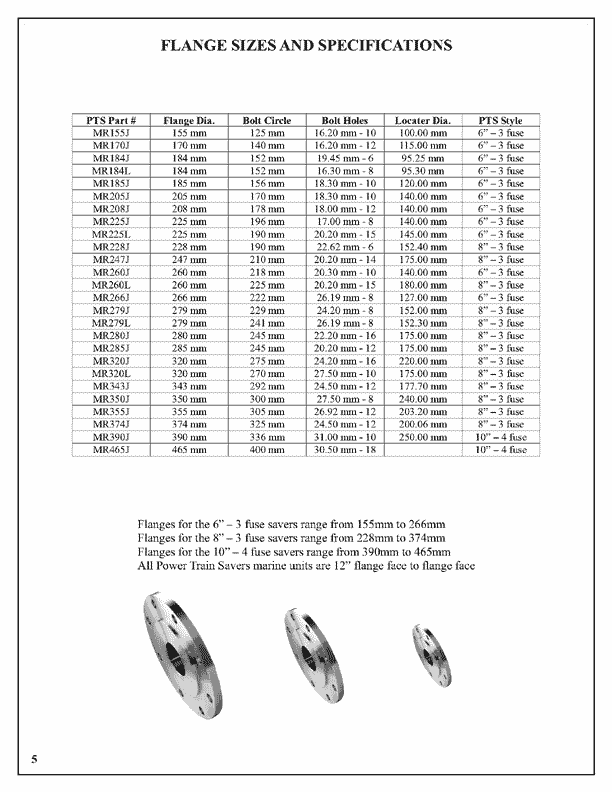 FLANGE SIZES AND SPECIFICATIONS
PTS Part # Flange Dia. Bolt Circle Bolt Holes Locater Dia. PTS Style
MR155J 155 mm 125 mm 16.20 mm - 10 100.00 mm 6” – 3 fuse
MR170J 170 mm 140 mm 16.20 mm - 12 115.00 mm 6” – 3 fuse
MR184J 184 mm 152 mm 19.45 mm - 6 95.25 mm 6” – 3 fuse
MR184L 184 mm 152 mm 16.30 mm - 8 95.30 mm 6” – 3 fuse
MR185J 185 mm 156 mm 18.30 mm - 10 120.00 mm 6” – 3 fuse
MR205J 205 mm 170 mm 18.30 mm - 10 140.00 mm 6” – 3 fuse
MR208J 208 mm 178 mm 18.00 mm - 12 140.00 mm 6” – 3 fuse
MR225J 225 mm 196 mm 17.00 mm - 8 140.00 mm 6” – 3 fuse
MR225L 225 mm 190 mm 20.20 mm - 15 145.00 mm 6” – 3 fuse
MR228J 228 mm 190 mm 22.62 mm - 6 152.40 mm 8” – 3 fuse
MR247J 247 mm 210 mm 20.20 mm - 14 175.00 mm 8” – 3 fuse
MR260J 260 mm 218 mm 20.30 mm - 10 140.00 mm 6” – 3 fuse
MR260L 260 mm 225 mm 20.20 mm - 15 180.00 mm 8” – 3 fuse
MR266J 266 mm 222 mm 26.19 mm - 8 127.00 mm 6” – 3 fuse
MR279J 279 mm 229 mm 24.20 mm - 8 152.00 mm 8” – 3 fuse
MR279L 279 mm 241 mm 26.19 mm - 8 152.30 mm 8” – 3 fuse
MR280J 280 mm 245 mm 22.20 mm - 16 175.00 mm 8” – 3 fuse
MR285J 285 mm 245 mm 20.20 mm - 12 175.00 mm 8” – 3 fuse
MR320J 320 mm 275 mm 24.20 mm - 16 220.00 mm 8” – 3 fuse
MR320L 320 mm 270 mm 27.50 mm - 10 175.00 mm 8” – 3 fuse
MR343J 343 mm 292 mm 24.50 mm - 12 177.70 mm 8” – 3 fuse
MR350J 350 mm 300 mm 27.50 mm - 8 240.00 mm 8” – 3 fuse
MR355J 355 mm 305 mm 26.92 mm - 12 203.20 mm 8” – 3 fuse
MR374J 374 mm 325 mm 24.50 mm - 12 200.06 mm 8” – 3 fuse
MR390J 390 mm 336 mm 31.00 mm - 10 250.00 mm 10” – 4 fuse
MR465J 465 mm 400 mm 30.50 mm - 18 10” – 4 fuse
Flanges for the 6” – 3 fuse savers range from 155mm to 266mm
Flanges for the 8” – 3 fuse savers range from 228mm to 374mm
Flanges for the 10” – 4 fuse savers range from 390mm to 465mm
All Power Train Savers marine units are 12” flange face to flange face
5